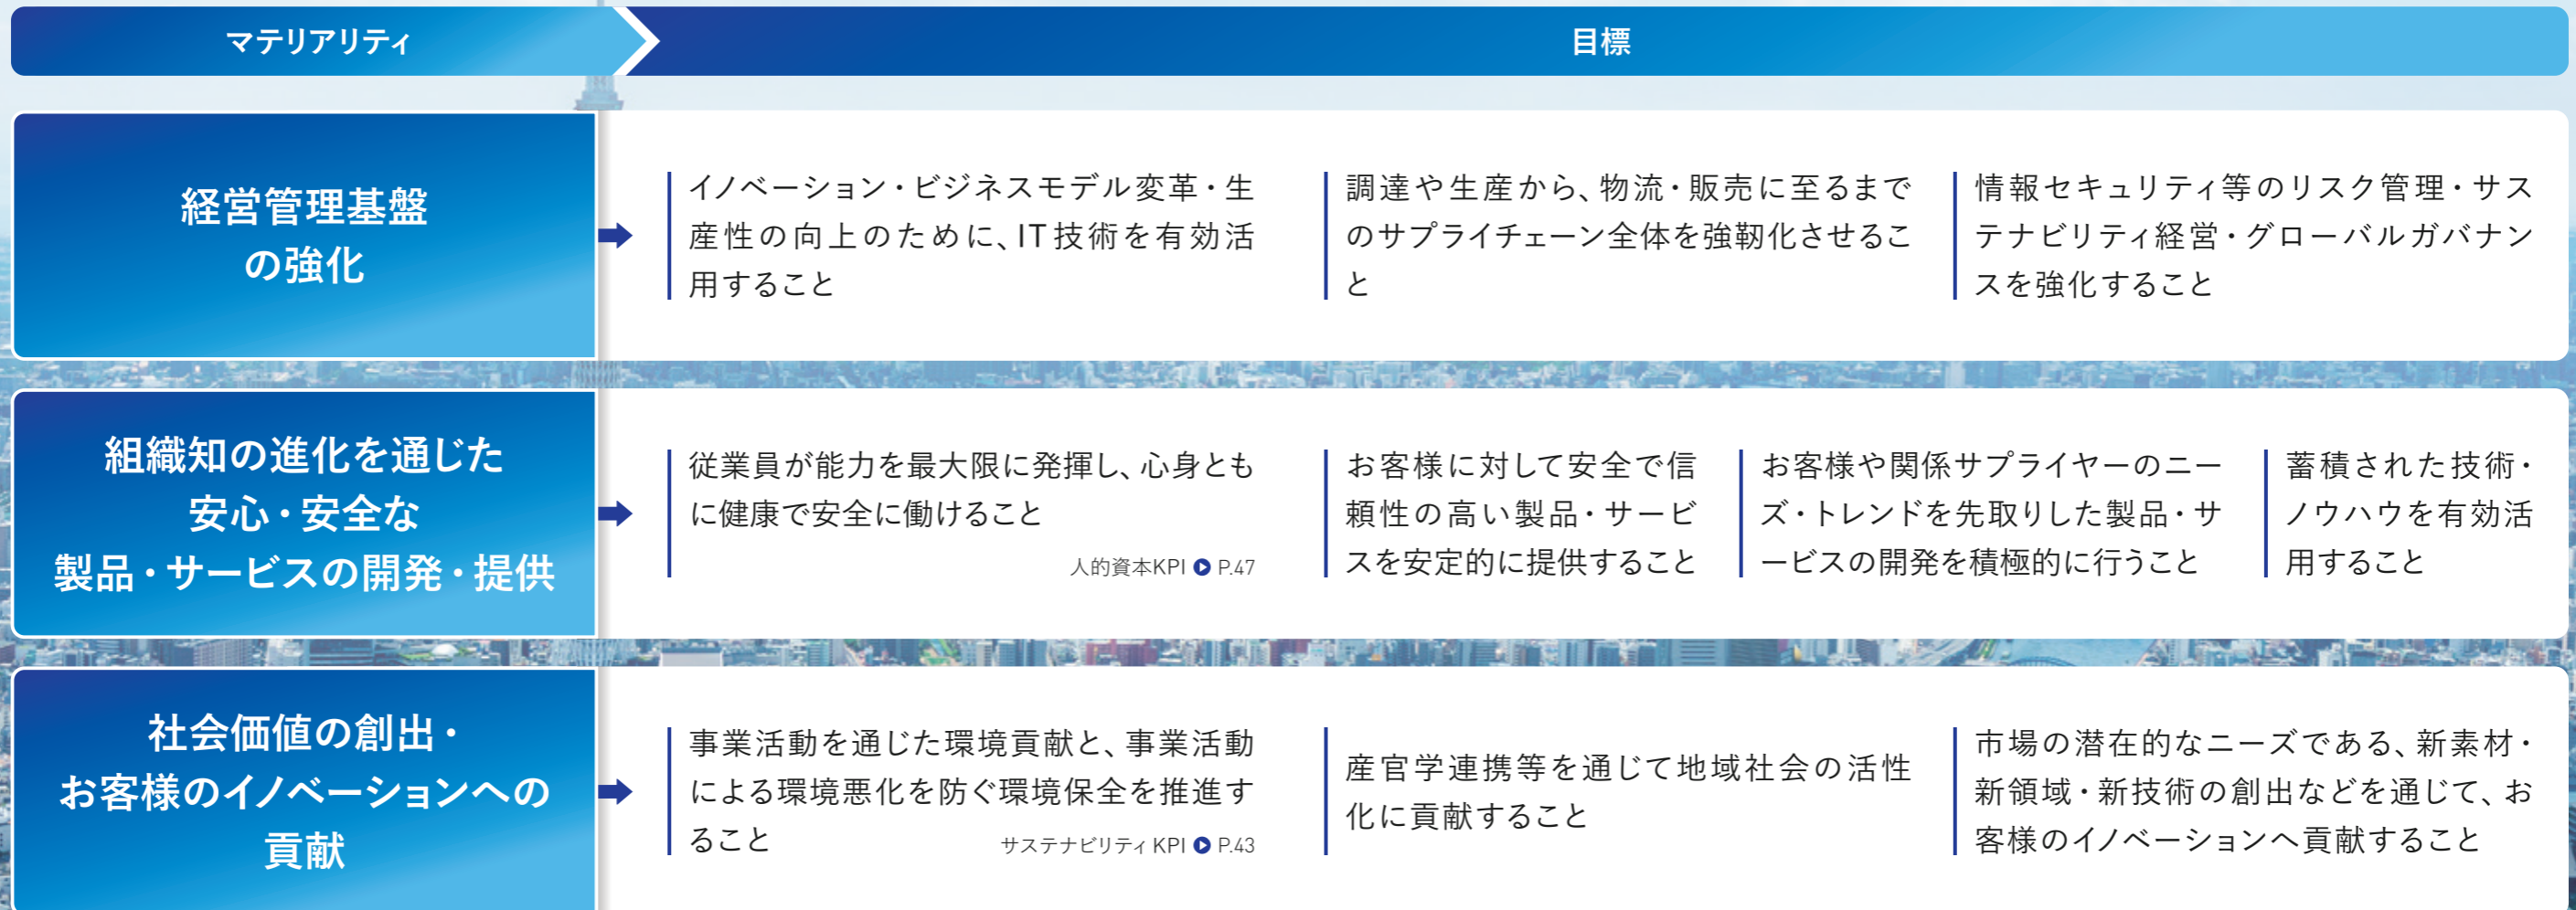 マテリアリティ
目標
経営管理基盤
の強化
イノベーション・ビジネスモデル変革・生
産性の向上のために、IT技術を有効活
用すること
調達や生産から、物流・販売に至るまで
のサプライチェーン全体を強靭化させるこ
と
情報セキュリティ等のリスク管理・サス
テナビリティ経営・グローバルガバナン
スを強化すること
組織知の進化を通じた
安心・安全な
製品・サービスの開発・提供
従業員が能力を最大限に発揮し、心身とも
に健康で安全に働けること
人的資本KPI P.47
お客様に対して安全で信
頼性の高い製品・サービ
スを安定的に提供すること
お客様や関係サプライヤーのニー
ズ・トレンドを先取りした製品・サ
ービスの開発を積極的に行うこと
蓄積された技術・
ノウハウを有効活
用すること
社会価値の創出・
お客様のイノベーションへの
貢献
事業活動を通じた環境貢献と、事業活動
による環境悪化を防ぐ環境保全を推進す
ること
サステナビリティ KPI P.43
産官学連携等を通じて地域社会の活性
化に貢献すること
市場の潜在的なニーズである、新素材・
新領域・新技術の創出などを通じて、お
客様のイノベーションへ貢献すること